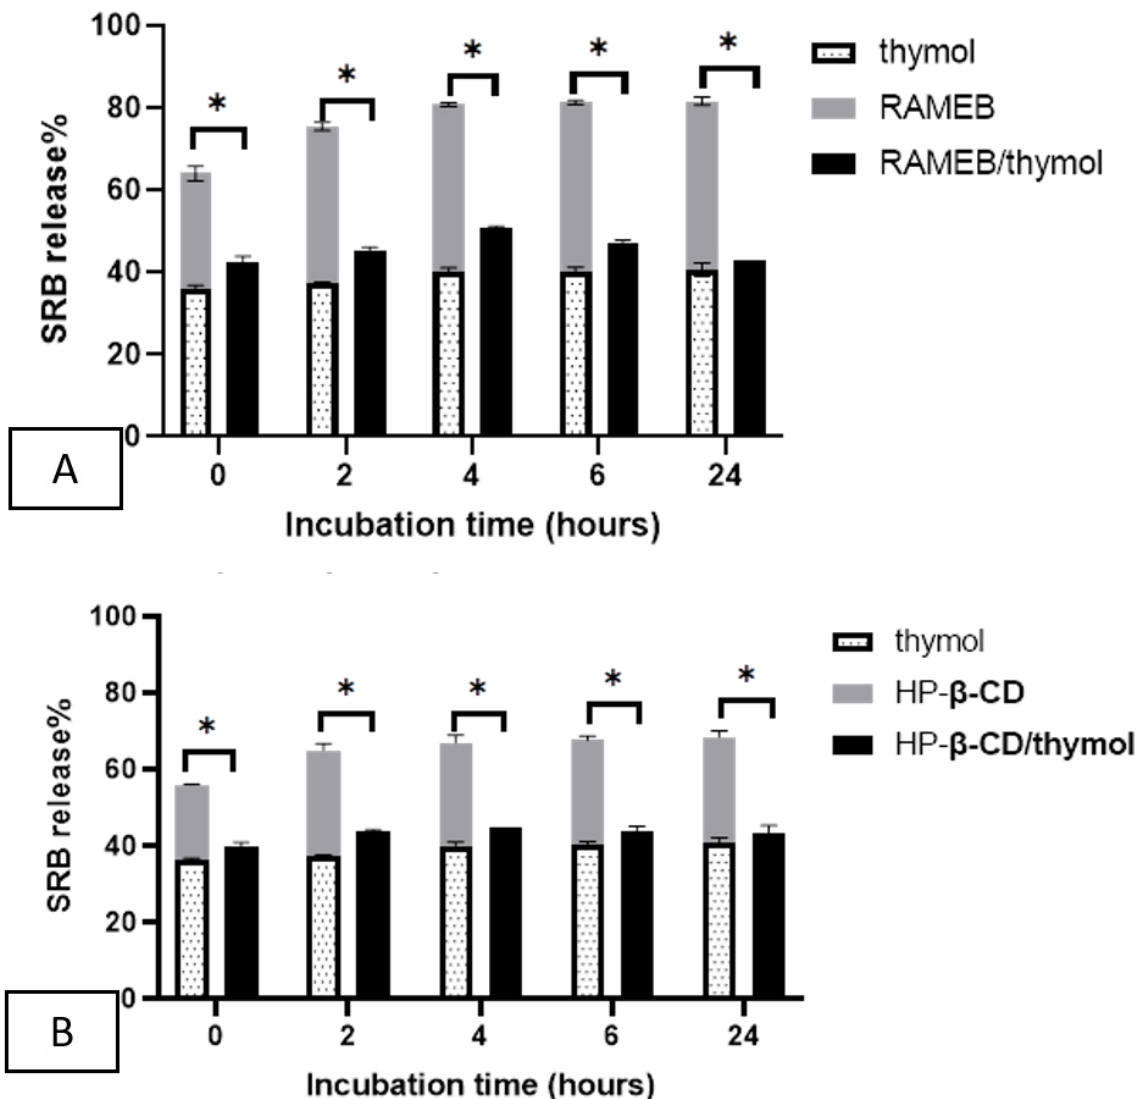 100
80
60
40
20
0
SRB release%
*
*
*
*
*
thymol
RAMEB
RAMEB/thymol
0 2 4 6 24
Incubation time (hours)
A
100
80
60
40
20
0
SRB release%
*
*
*
*
*
thymol
HP-β-CD
HP-β-CD/thymol
0 2 4 6 24
Incubation time (hours)
B